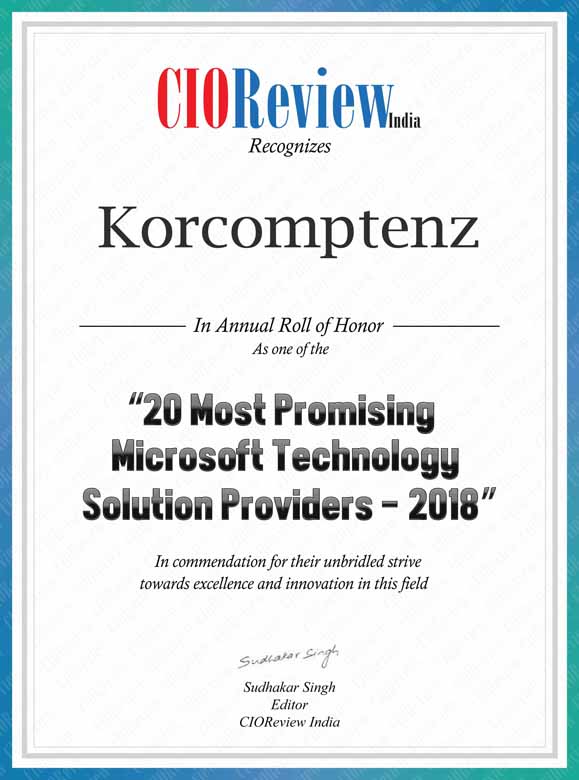 CIOReview India
Recognizes
Korcomptenz
In Annual Roll of Honor
As one of the
“20 Most Promising
Microsoft Technology
Solution Providers – 2018”
In commendation for their unbridled strive
towards excellence and innovation in this field
Sudhakar Singh
Sudhakar Singh
Editor
CIOReview India